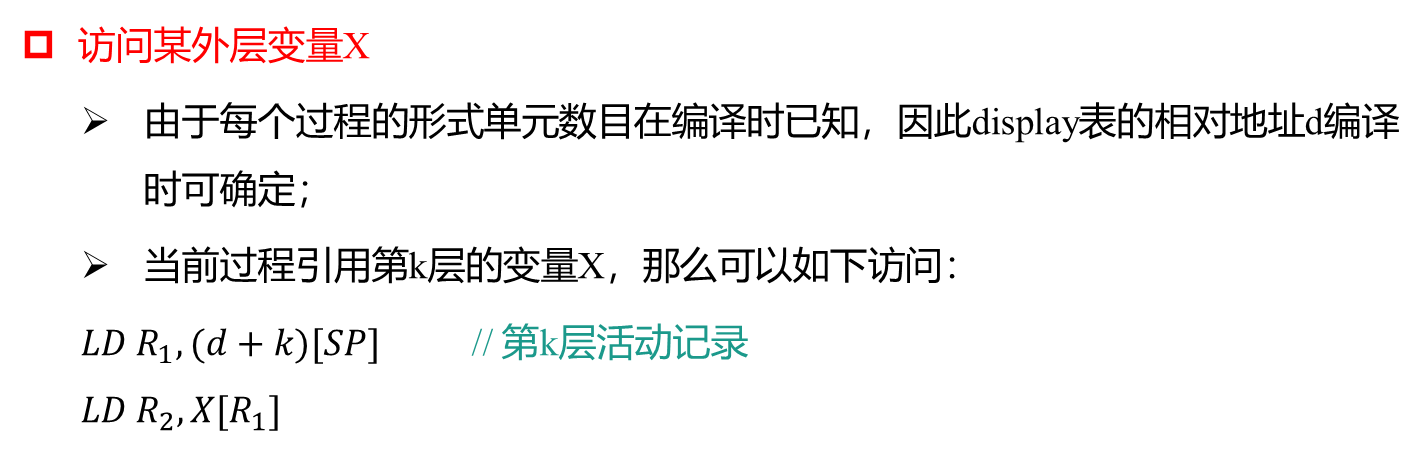 访问某外层变量X
➢ 由于每个过程的形式单元数目在编译时已知，因此display表的相对地址d编译
时可确定；
➢ 当前过程引用第k层的变量X，那么可以如下访问：
LD R₁,(d + k)[SP] // 第k层活动记录
LD R₂,X[R₁]